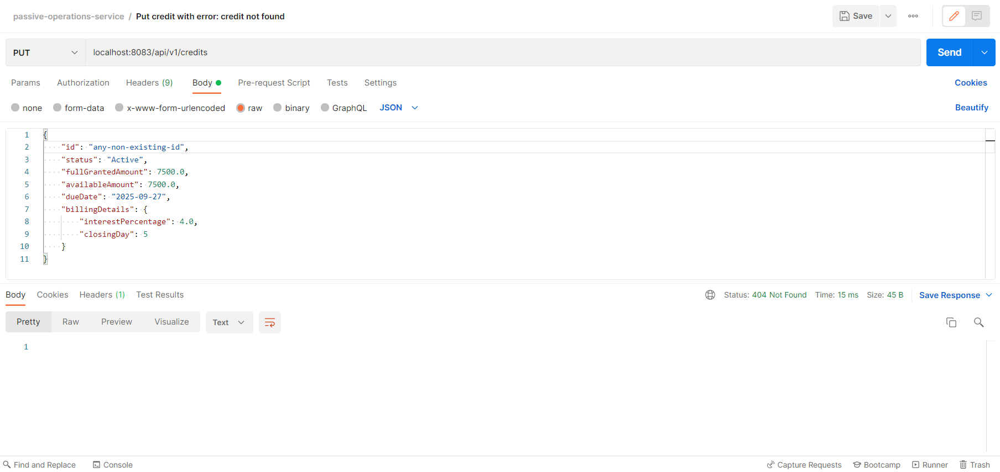 passive-operations-service / Put credit with error: credit not found
Save
PUT
localhost:8083/api/v1/credits
Send
Params Authorization Headers (9) Body Pre-request Script Tests Settings Cookies
none form-data x-www-form-urlencoded raw binary GraphQL JSON Beautify
1 {
2 "id": "any-non-existing-id",
3 "status": "Active",
4 "fullGrantedAmount": 7500.0,
5 "availableAmount": 7500.0,
6 "dueDate": "2025-09-27",
7 "billingDetails": {
8 "interestPercentage": 4.0,
9 "closingDay": 5
10 }
11 }
Body Cookies Headers (1) Test Results Status: 404 Not Found Time: 15 ms Size: 45 B Save Response
Pretty Raw Preview Visualize Text
1
Find and Replace Console Capture Requests Bootcamp Runner Trash